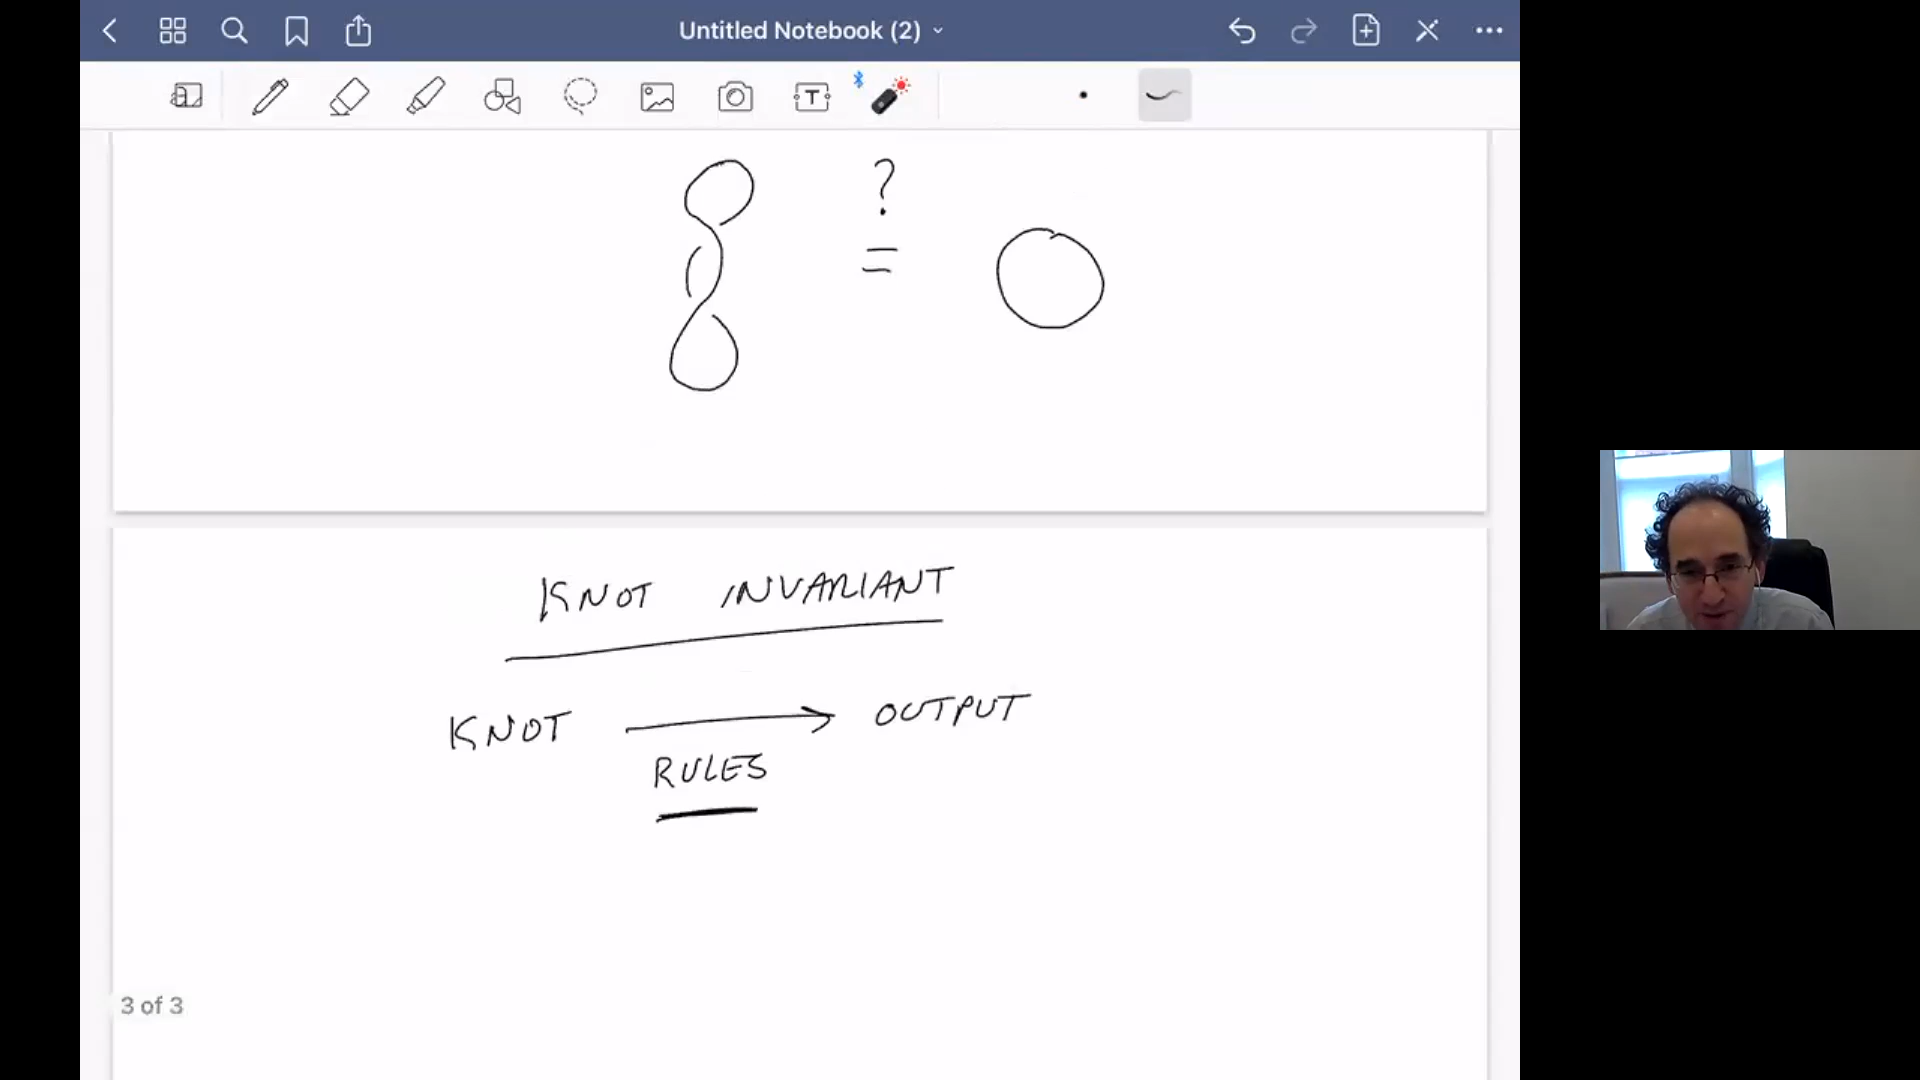 Untitled Notebook (2)
T
?
=
KNOT INVARIANT
KNOT → OUTPUT
RULES
3 of 3